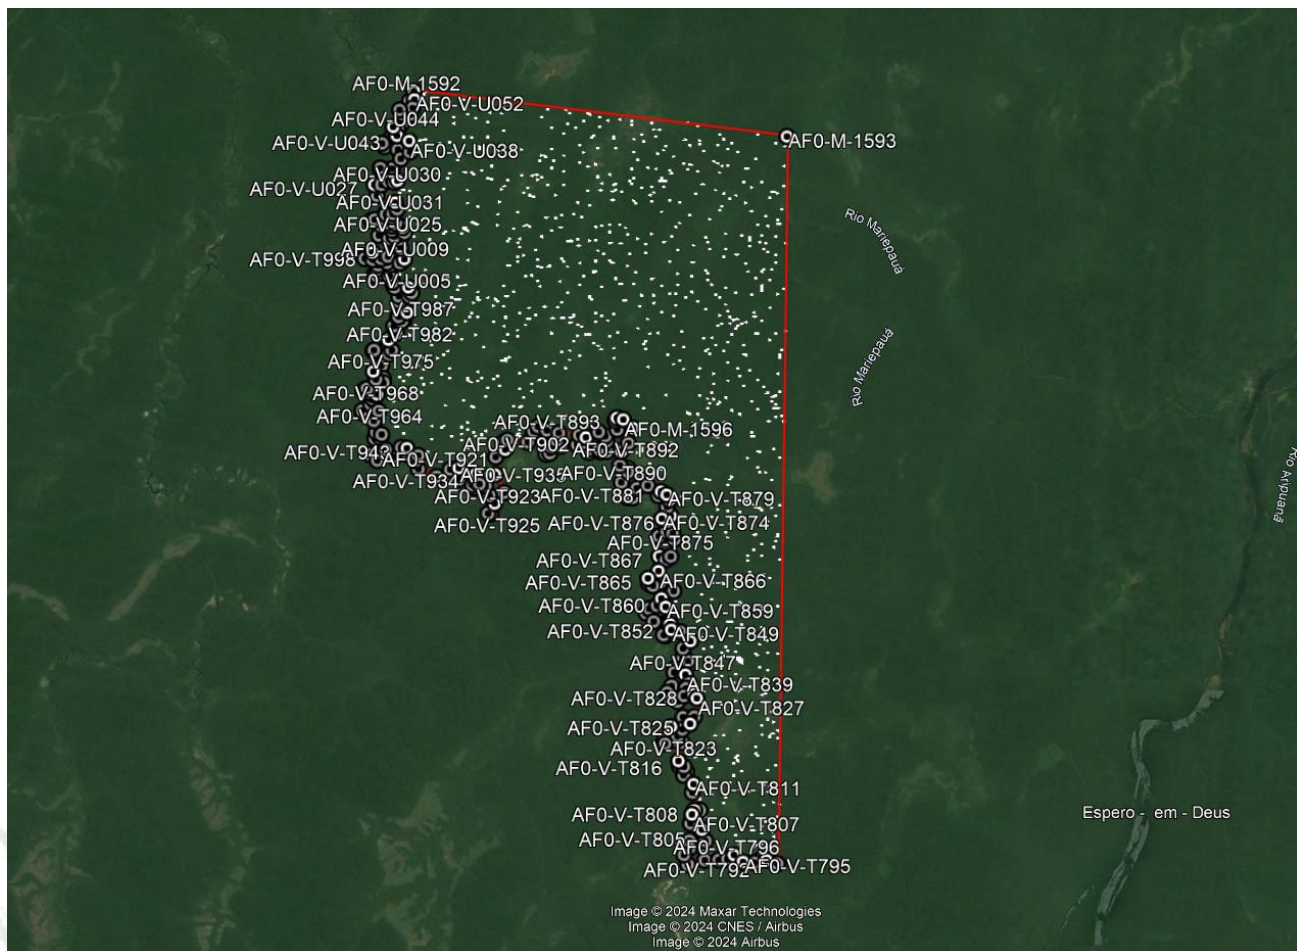 AF0-M-1592
AF0-V-U052
AF0-V-U044
AF0-M-1593
AF0-V-U043
AF0-V-U038
AF0-V-U030
AF0-V-U027
AF0-V-U031
Rio Mariepauá
AF0-V-U025
AF0-V-U009
AF0-V-T998
AF0-V-U005
AF0-V-T987
AF0-V-T982
Rio Mariepauá
AF0-V-T975
AF0-V-T968
AF0-V-T964
AF0-V-T893
AF0-M-1596
AF0-V-T902
AF0-V-T892
AF0-V-T943
AF0-V-T921
AF0-V-T935
AF0-V-T890
AF0-V-T934
AF0-V-T923
AF0-V-T881
AF0-V-T879
Rio Aripuanã
AF0-V-T925
AF0-V-T876
AF0-V-T874
AF0-V-T875
AF0-V-T867
AF0-V-T865
AF0-V-T866
AF0-V-T860
AF0-V-T859
AF0-V-T852
AF0-V-T849
AF0-V-T847
AF0-V-T839
AF0-V-T828
AF0-V-T827
AF0-V-T825
AF0-V-T823
AF0-V-T816
AF0-V-T811
AF0-V-T808
AF0-V-T807
Espero - em - Deus
AF0-V-T805
AF0-V-T796
AF0-V-T792
AF0-V-T795
Image © 2024 Maxar Technologies
Image © 2024 CNES / Airbus
Image © 2024 Airbus